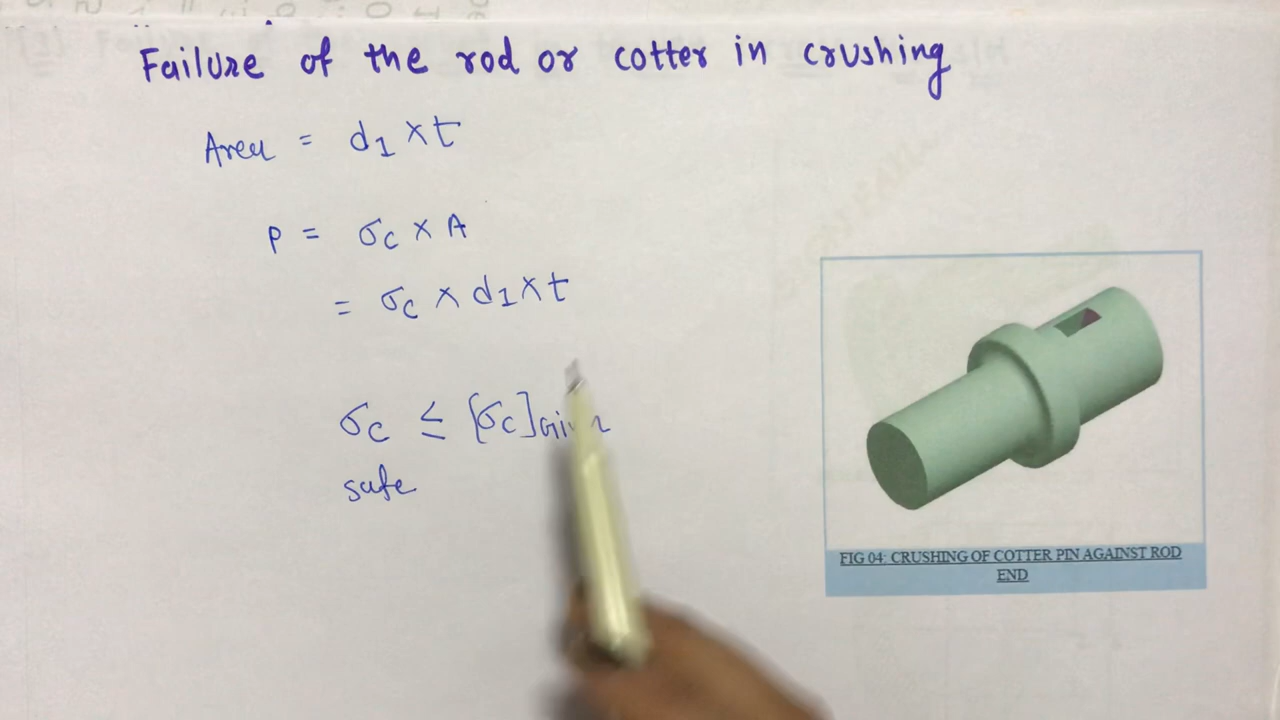 Failure of the rod or cotter in crushing
Area = d₁ × t
P = σc × A
= σc × d₁ × t
σc ≤ [σc]Given
safe
FIG 04: CRUSHING OF COTTER PIN AGAINST ROD
END